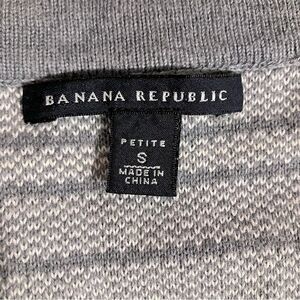 BANANA REPUBLIC
PETITE
S
MADE IN
CHINA